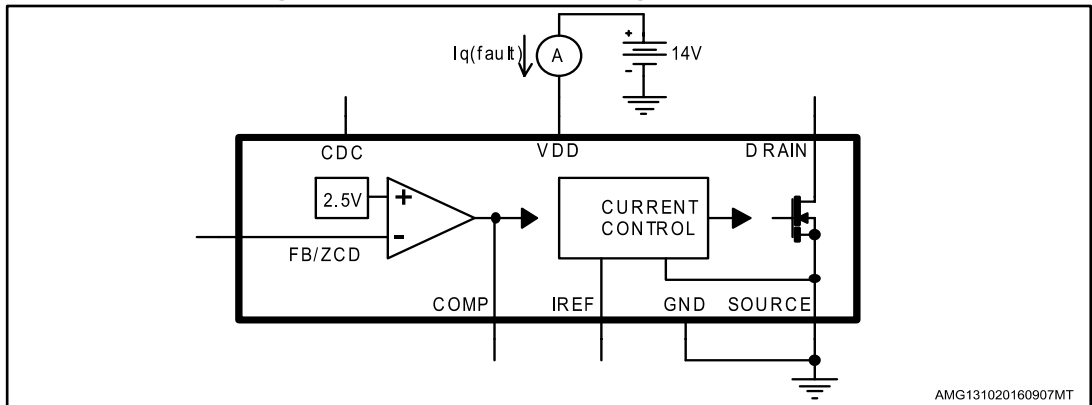 Iq(fault)
A
+
-
14V
CDC
VDD
DRAIN
2.5V
+
-
FB/ZCD
CURRENT
CONTROL
COMP
IREF
GND
SOURCE
AMG131020160907MT